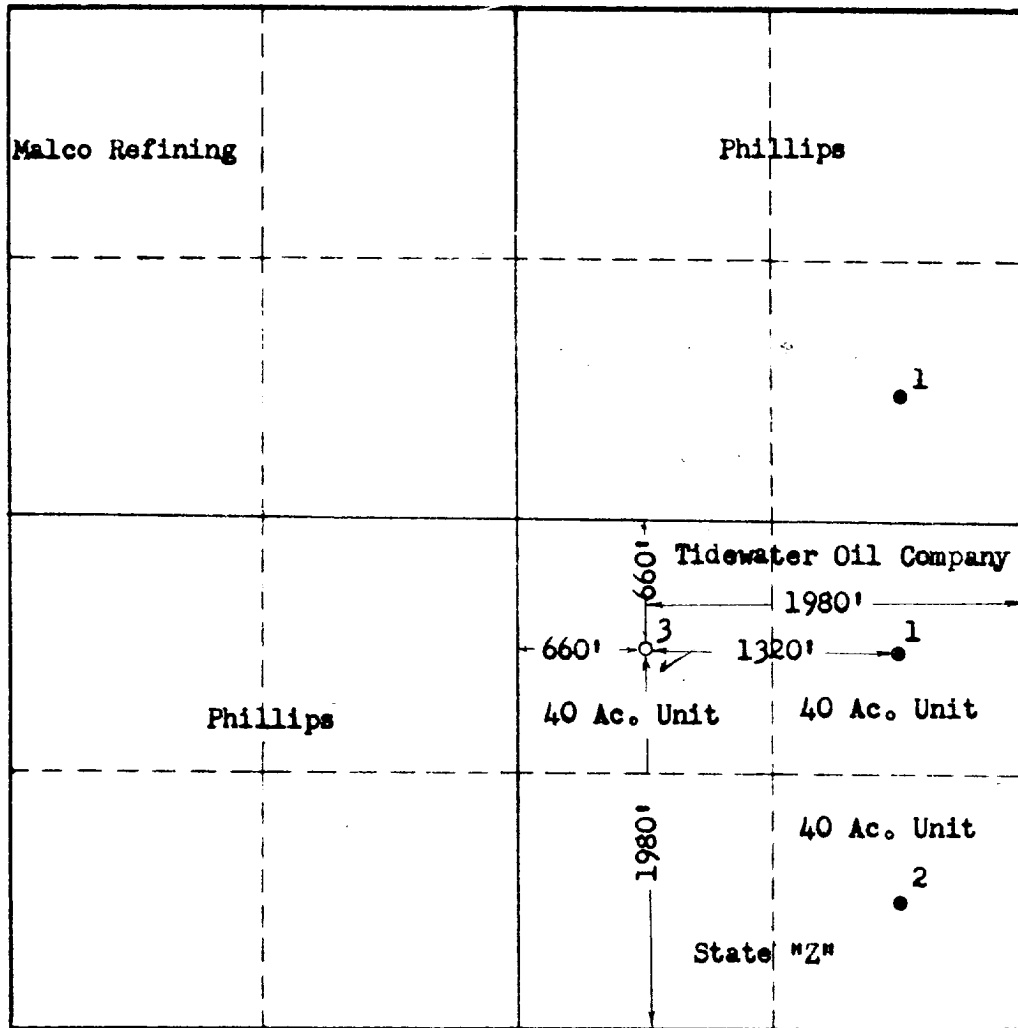 Malco Refining
Phillips
1
660'
Tidewater Oil Company
1980'
3
1
660'
1320'
Phillips
40 Ac. Unit
40 Ac. Unit
1980'
40 Ac. Unit
2
State "Z"